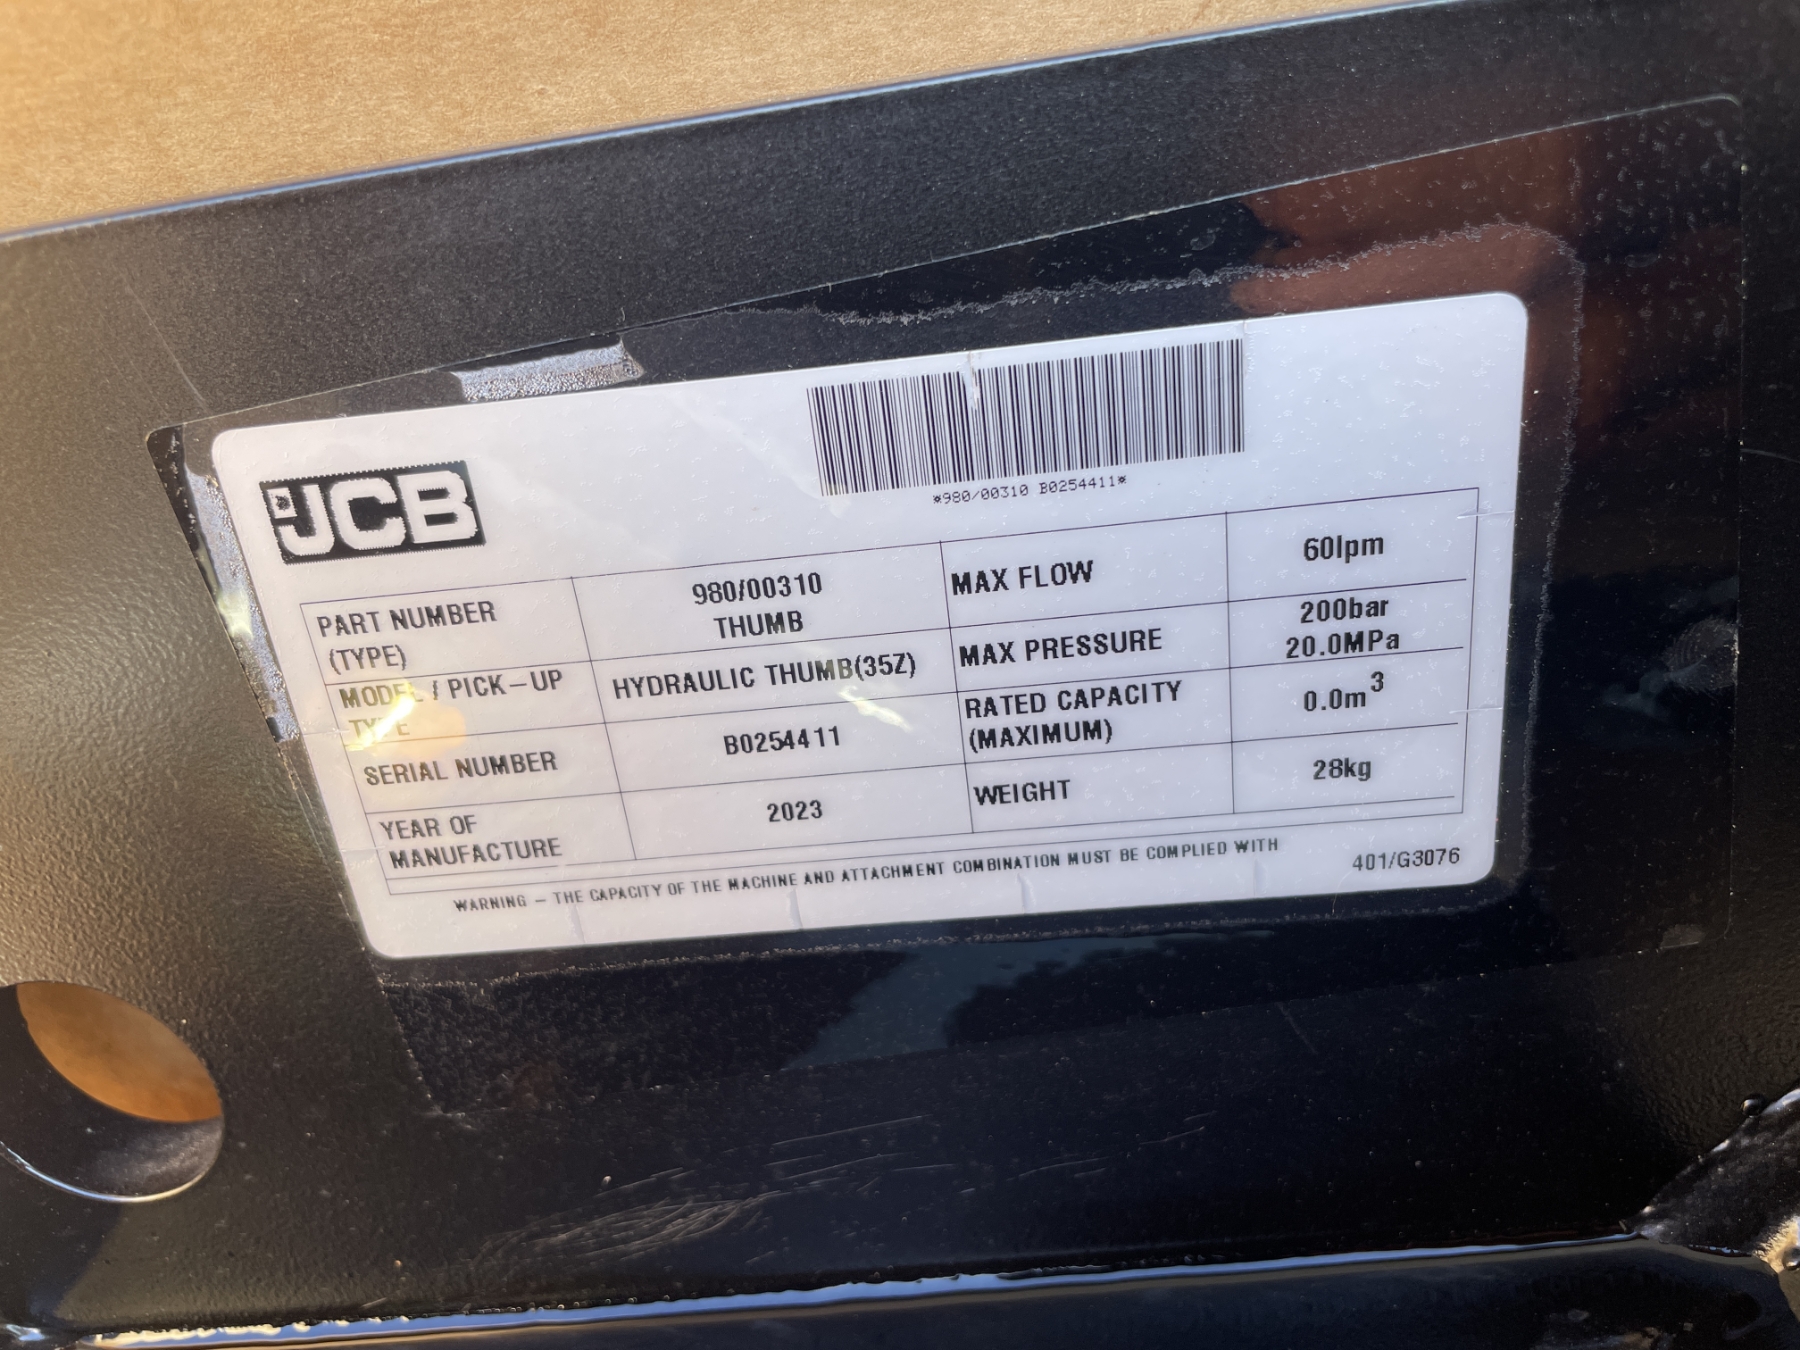 *980/00310 B0254411*
JCB
PART NUMBER
(TYPE)
980/00310
THUMB
MODEL / PICK-UP
TYPE
HYDRAULIC THUMB(35Z)
SERIAL NUMBER
B0254411
YEAR OF
MANUFACTURE
2023
MAX FLOW
60lpm
MAX PRESSURE
200bar
20.0MPa
RATED CAPACITY
(MAXIMUM)
0.0m³
WEIGHT
28kg
WARNING – THE CAPACITY OF THE MACHINE AND ATTACHMENT COMBINATION MUST BE COMPLIED WITH
401/G3076